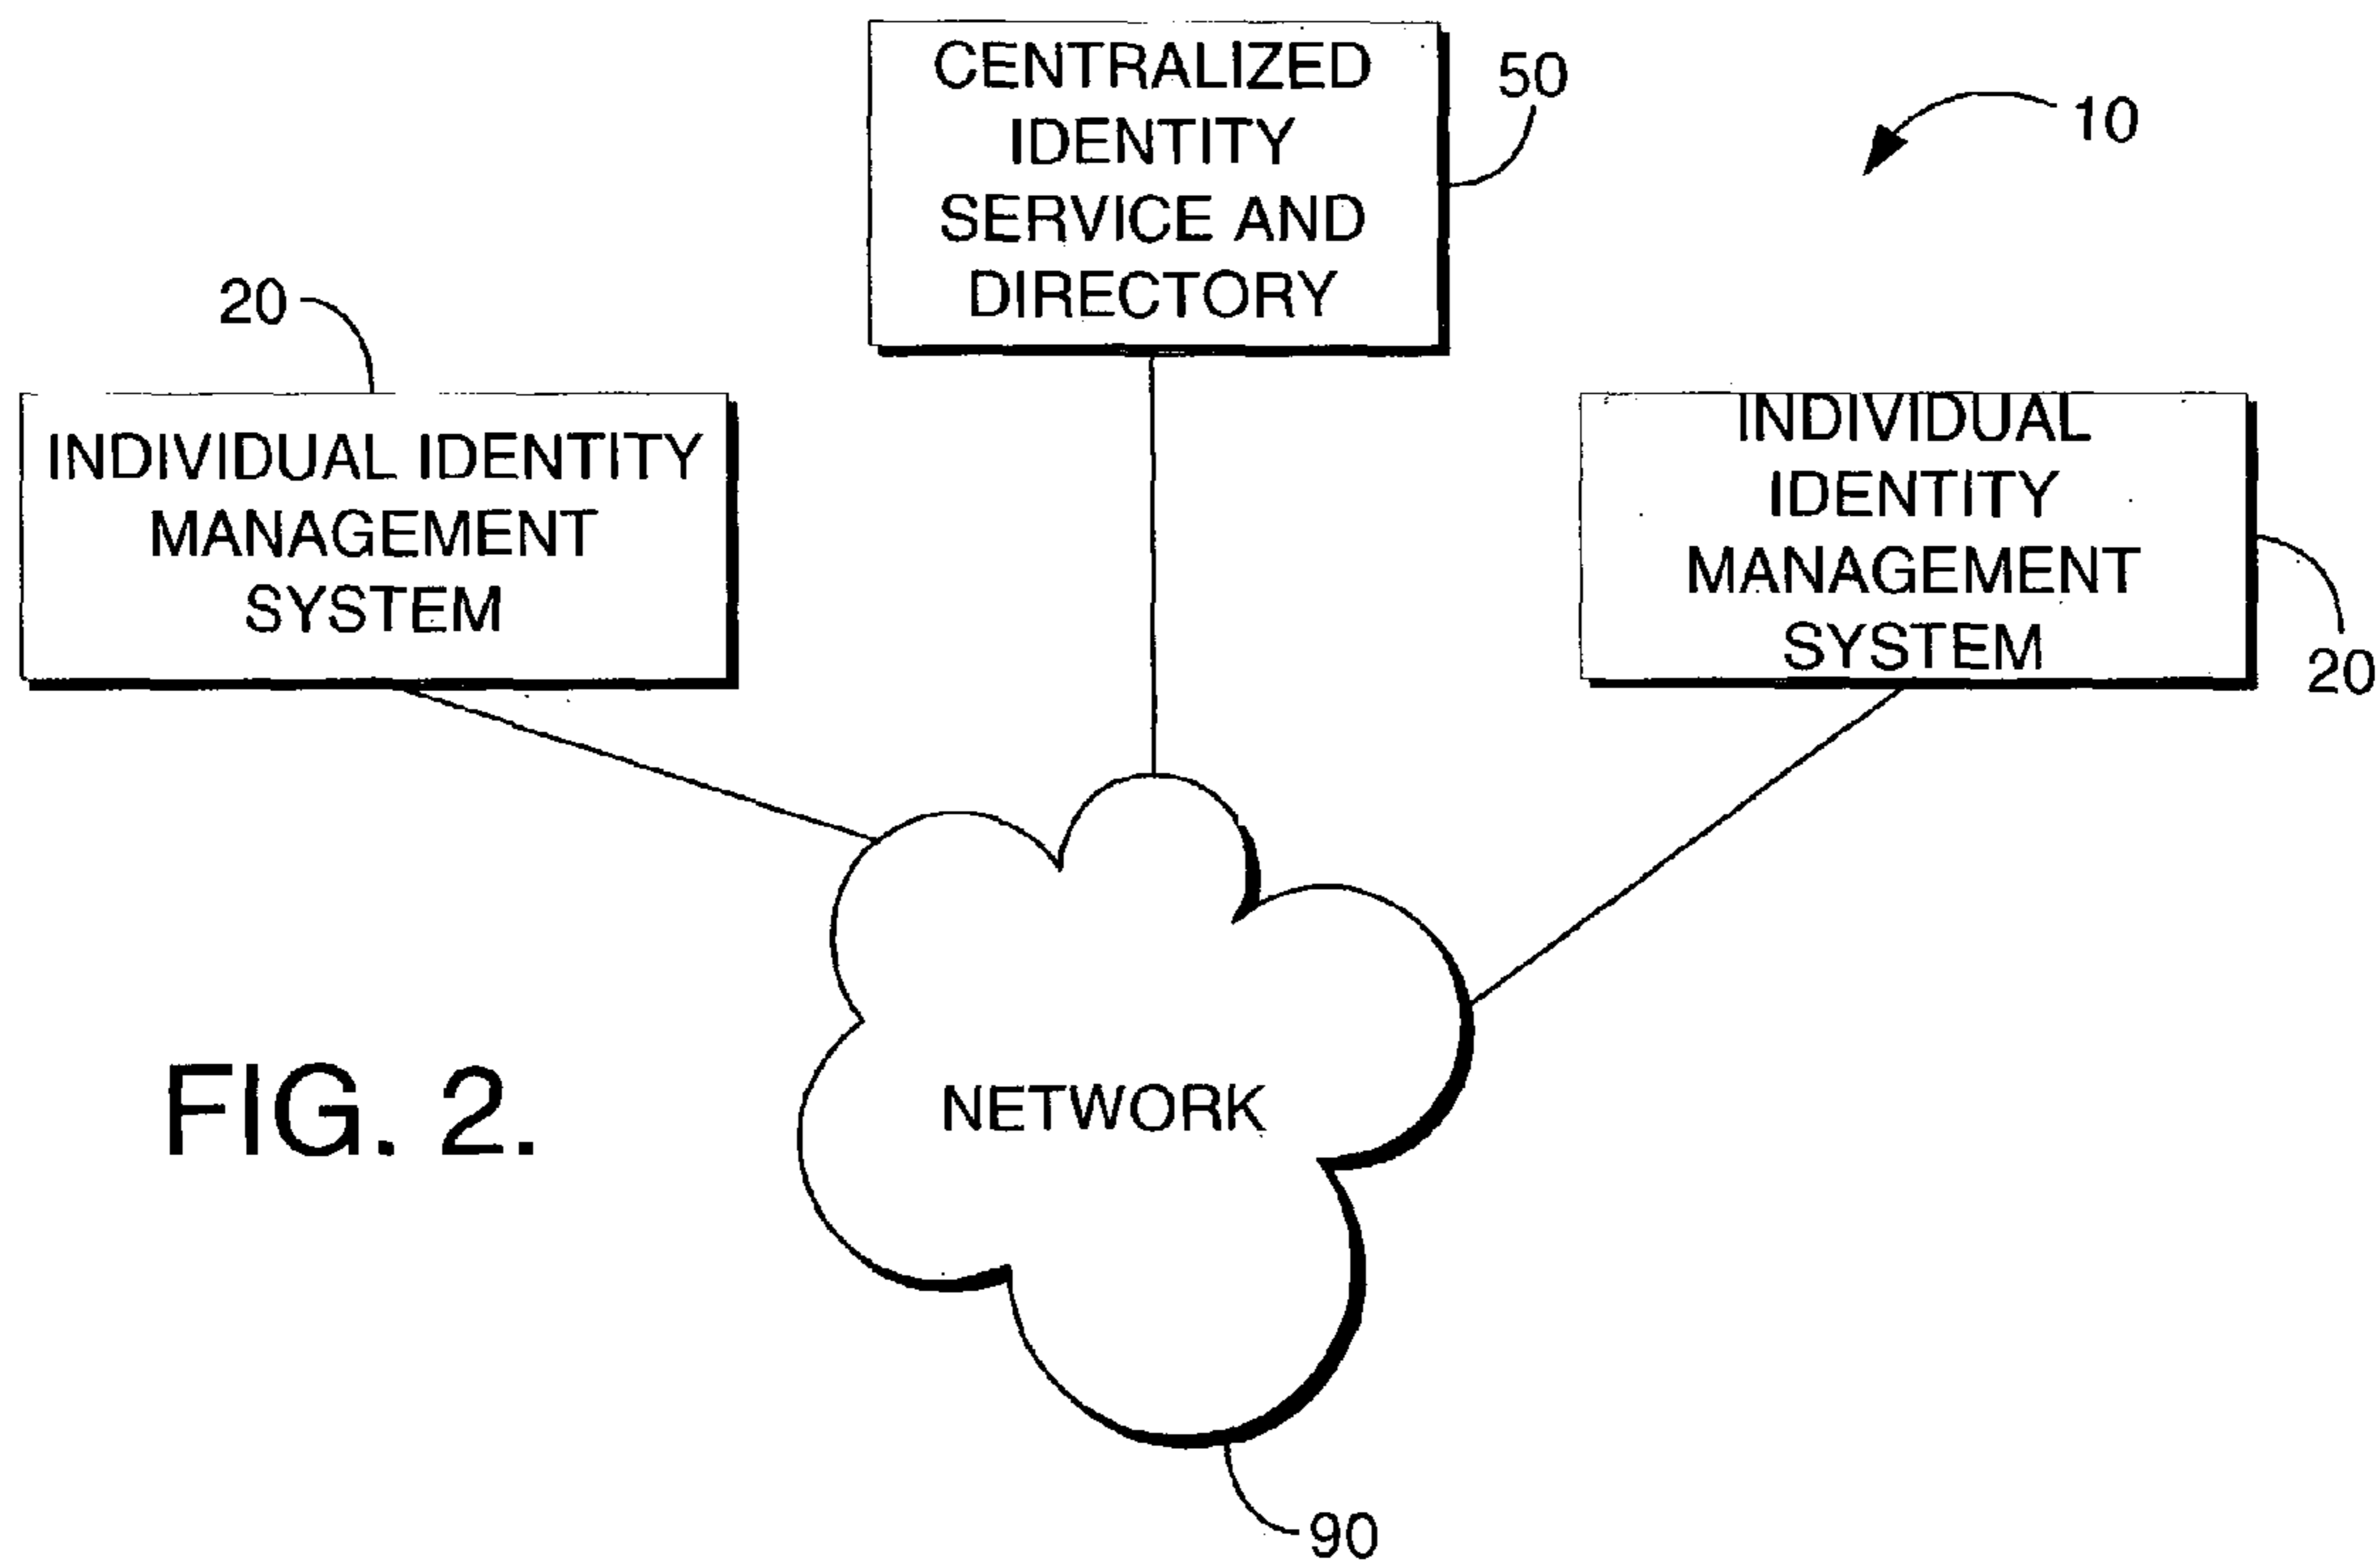 CENTRALIZED
IDENTITY
SERVICE AND
DIRECTORY
50
10
20
INDIVIDUAL IDENTITY
MANAGEMENT
SYSTEM
INDIVIDUAL
IDENTITY
MANAGEMENT
SYSTEM
20
NETWORK
FIG. 2.
90